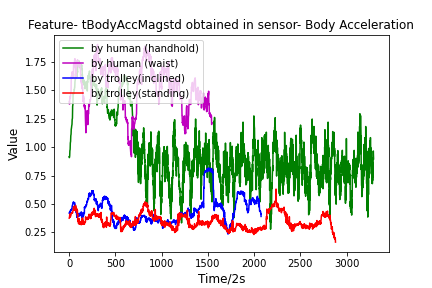 Feature- tBodyAccMagstd obtained in sensor- Body Acceleration
by human (handhold)
by human (waist)
by trolley(inclined)
by trolley(standing)
1.75
1.50
1.25
1.00
0.75
0.50
0.25
Value
0 500 1000 1500 2000 2500 3000
Time/2s